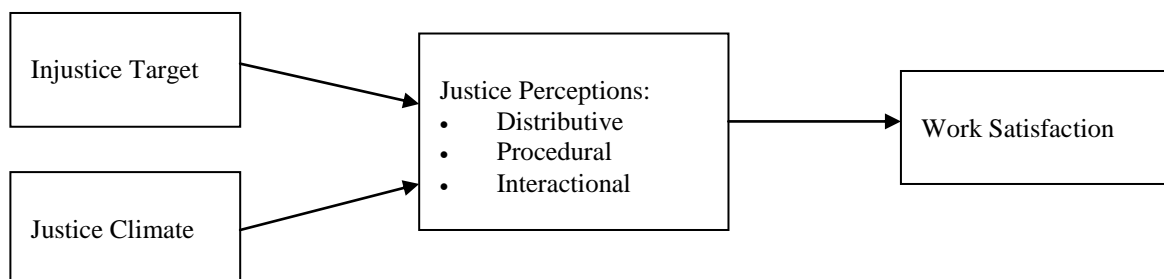 Injustice Target
Justice Perceptions:
• Distributive
• Procedural
• Interactional
Work Satisfaction
Justice Climate